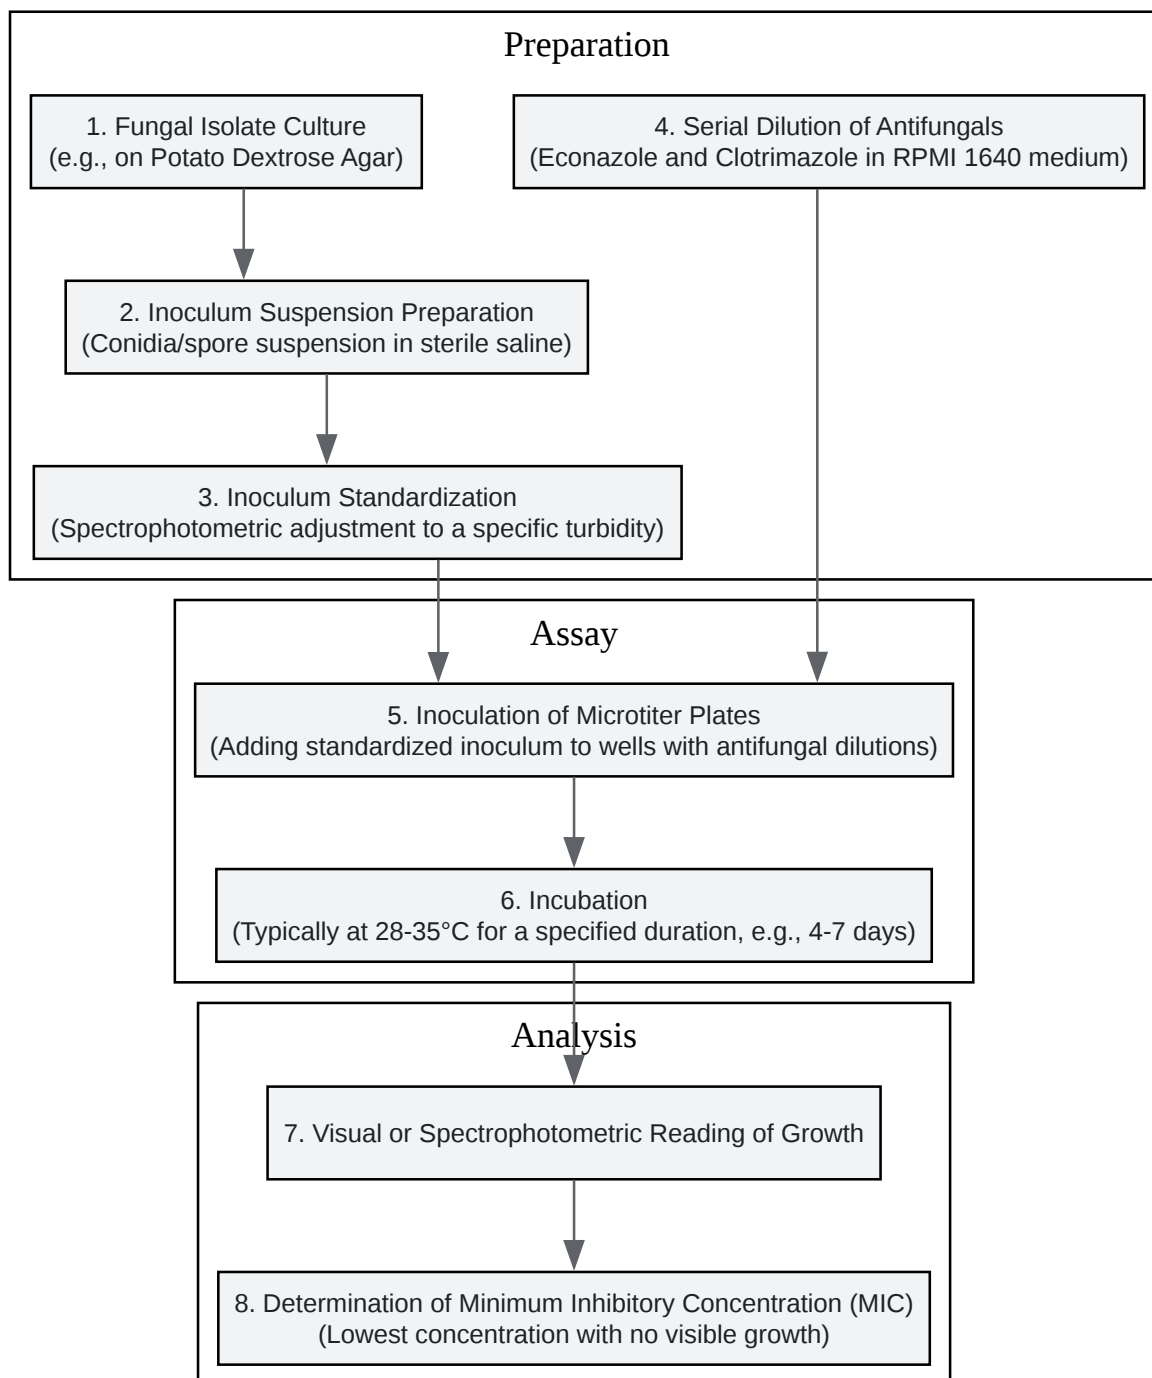 Preparation
1. Fungal Isolate Culture
(e.g., on Potato Dextrose Agar)
4. Serial Dilution of Antifungals
(Econazole and Clotrimazole in RPMI 1640 medium)
2. Inoculum Suspension Preparation
(Conidia/spore suspension in sterile saline)
3. Inoculum Standardization
(Spectrophotometric adjustment to a specific turbidity)
Assay
5. Inoculation of Microtiter Plates
(Adding standardized inoculum to wells with antifungal dilutions)
6. Incubation
(Typically at 28-35°C for a specified duration, e.g., 4-7 days)
Analysis
7. Visual or Spectrophotometric Reading of Growth
8. Determination of Minimum Inhibitory Concentration (MIC)
(Lowest concentration with no visible growth)